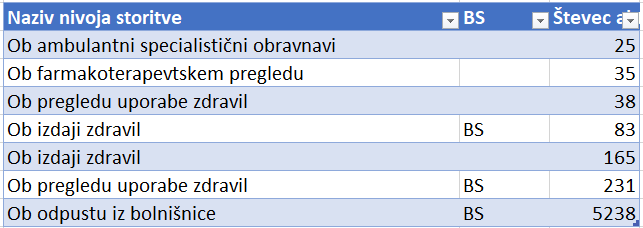 Naziv nivoja storitve BS Števec
Ob ambulantni specialistični obravnavi 25
Ob farmakoterapevtskem pregledu 35
Ob pregledu uporabe zdravil 38
Ob izdaji zdravil BS 83
Ob izdaji zdravil 165
Ob pregledu uporabe zdravil BS 231
Ob odpustu iz bolnišnice BS 5238